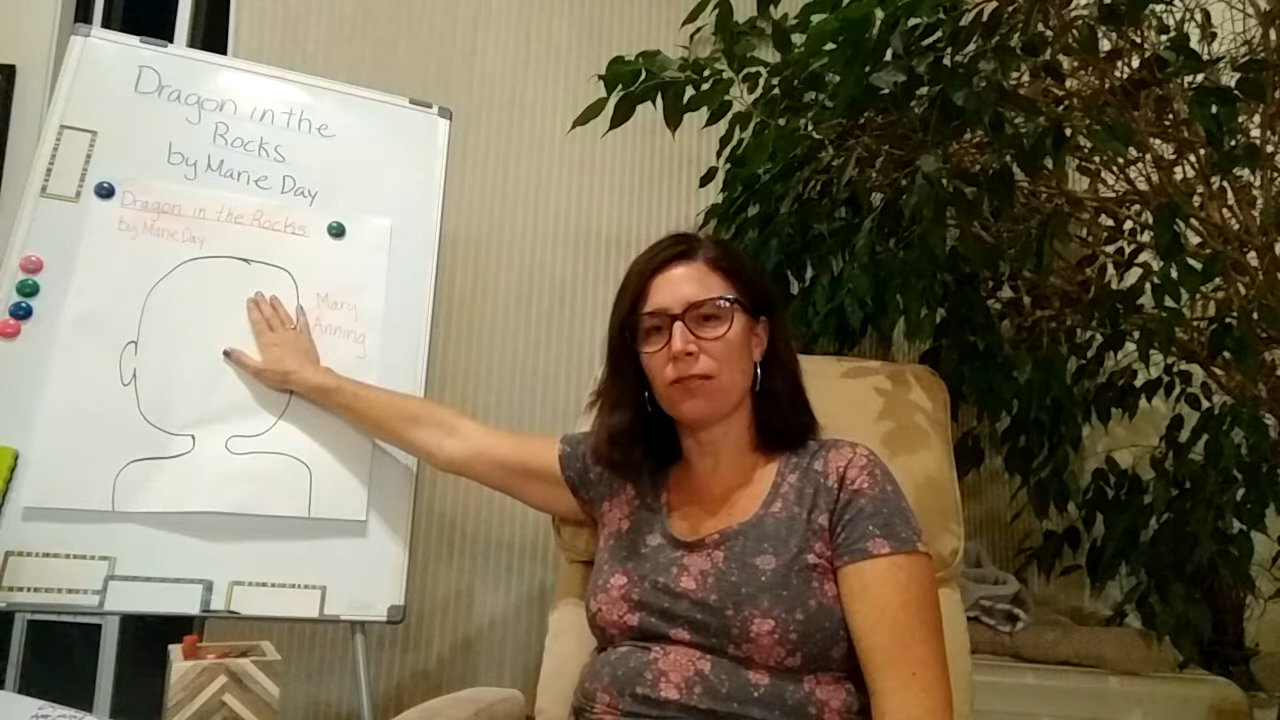 Dragon in the
Rocks
by Marie Day
Dragon in the Rocks
by Marie Day
Mary
Anning